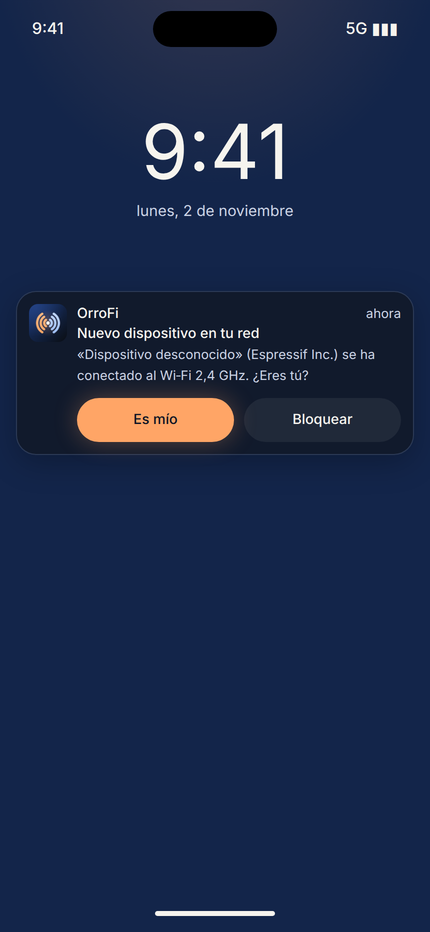 9:41
5G
9:41
lunes, 2 de noviembre
OrroFi
ahora
Nuevo dispositivo en tu red
«Dispositivo desconocido» (Espressif Inc.) se ha
conectado al Wi-Fi 2,4 GHz. ¿Eres tú?
Es mío
Bloquear